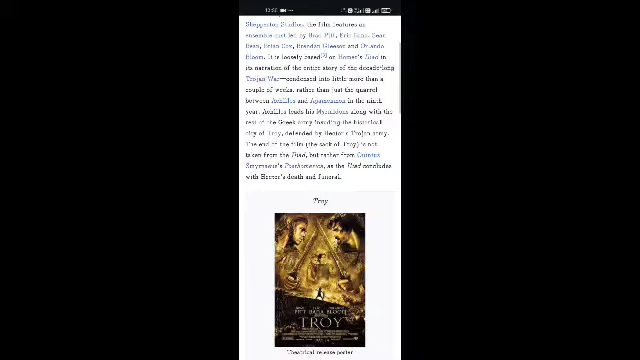 Shepperton Studios, the film features an
ensemble cast led by Brad Pitt, Eric Bana, Sean
Bean, Brian Cox, Brendan Gleeson and Orlando
Bloom. It is loosely based on Homer's Iliad in
its narration of the entire story of the decade-long
Trojan War—condensed into little more than a
couple of weeks, rather than just the quarrel
between Achilles and Agamemnon in the ninth
year. Achilles leads his Myrmidons along with the
rest of the Greek army invading the historical
city of Troy, defended by Hector's Trojan army.
The end of the film (the sack of Troy) is not
taken from the Iliad, but rather from Quintus
Smyrnaeus's Posthomerica, as the Iliad concludes
with Hector's death and funeral.
Troy
PITT BANA BLOOM
TROY
Theatrical release poster